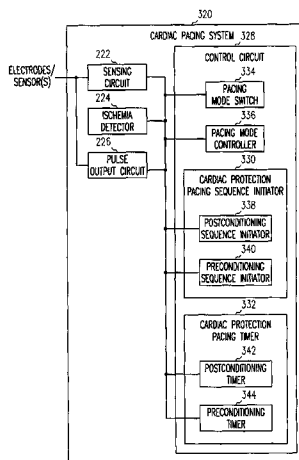 320
CARDIAC PACING SYSTEM
328
ELECTRODES/
SENSOR(S)
222
SENSING
CIRCUIT
224
ISCHEMIA
DETECTOR
226
PULSE
OUTPUT CIRCUIT
CONTROL CIRCUIT
334
PACING
MODE SWITCH
336
PACING MODE
CONTROLLER
330
CARDIAC PROTECTION
PACING SEQUENCE INITIATOR
338
POSTCONDITIONING
SEQUENCE INITIATOR
340
PRECONDITIONING
SEQUENCE INITIATOR
332
CARDIAC PROTECTION
PACING TIMER
342
POSTCONDITIONING
TIMER
344
PRECONDITIONING
TIMER